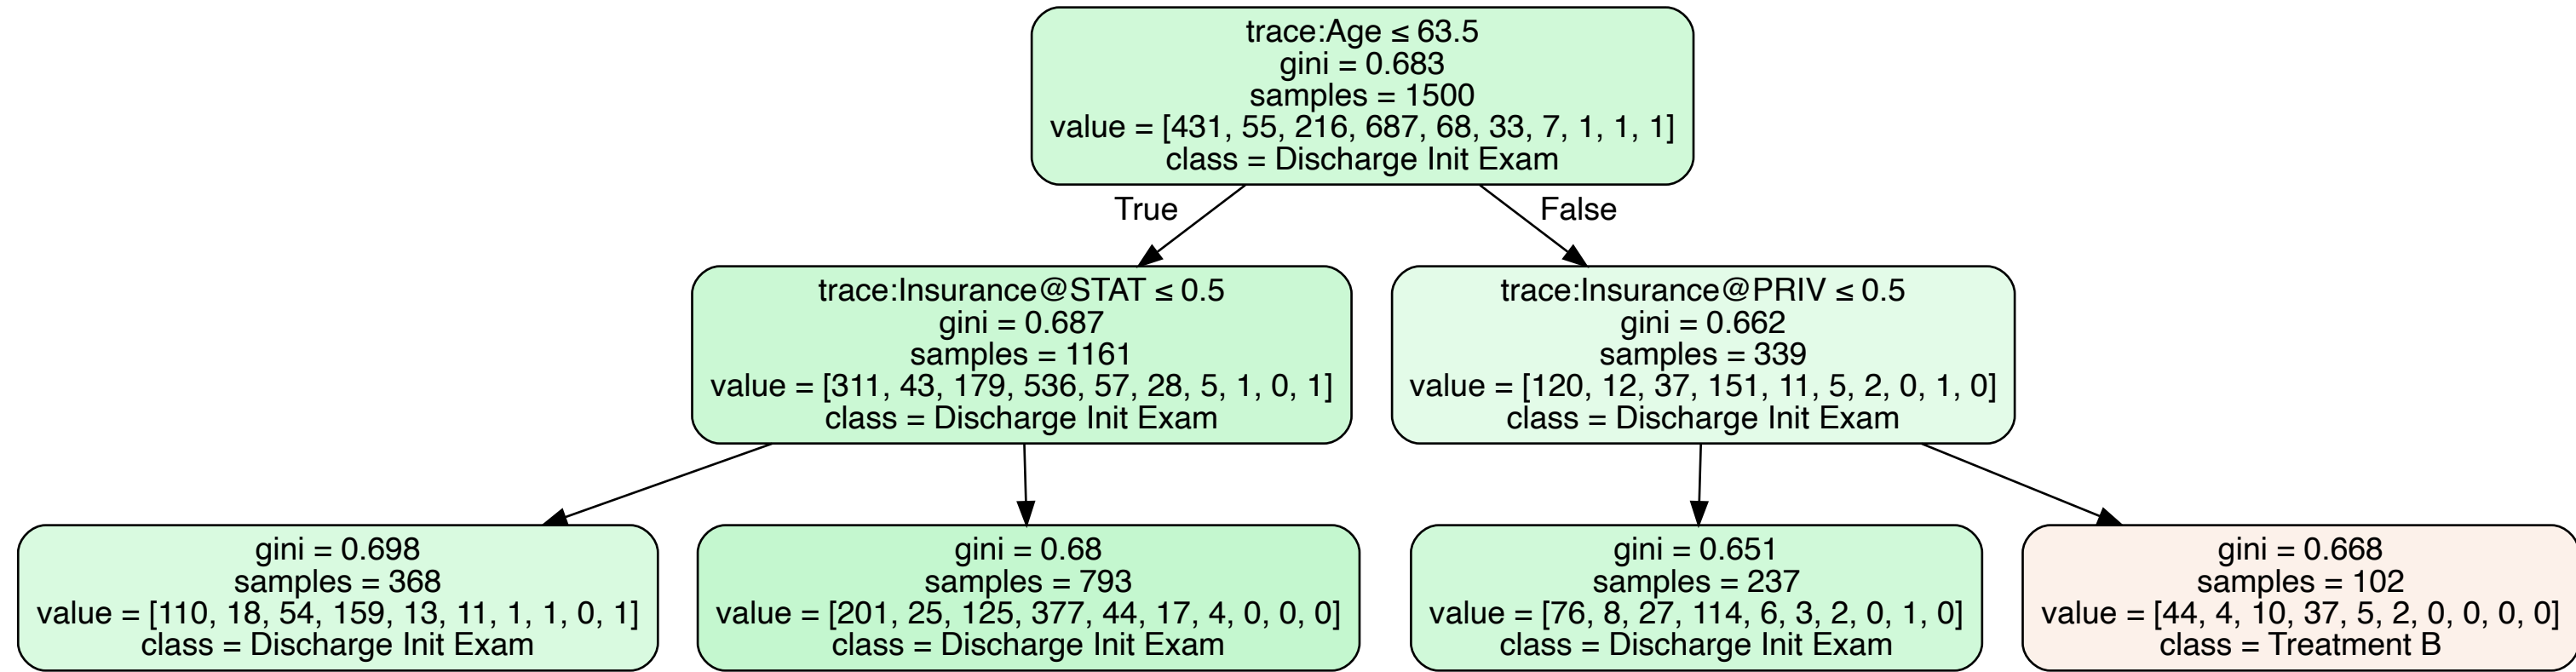 trace:Age ≤ 63.5
gini = 0.683
samples = 1500
value = [431, 55, 216, 687, 68, 33, 7, 1, 1, 1]
class = Discharge Init Exam
True
False
trace:Insurance@STAT ≤ 0.5
gini = 0.687
samples = 1161
value = [311, 43, 179, 536, 57, 28, 5, 1, 0, 1]
class = Discharge Init Exam
trace:Insurance@PRIV ≤ 0.5
gini = 0.662
samples = 339
value = [120, 12, 37, 151, 11, 5, 2, 0, 1, 0]
class = Discharge Init Exam
gini = 0.698
samples = 368
value = [110, 18, 54, 159, 13, 11, 1, 1, 0, 1]
class = Discharge Init Exam
gini = 0.68
samples = 793
value = [201, 25, 125, 377, 44, 17, 4, 0, 0, 0]
class = Discharge Init Exam
gini = 0.651
samples = 237
value = [76, 8, 27, 114, 6, 3, 2, 0, 1, 0]
class = Discharge Init Exam
gini = 0.668
samples = 102
value = [44, 4, 10, 37, 5, 2, 0, 0, 0, 0]
class = Treatment B